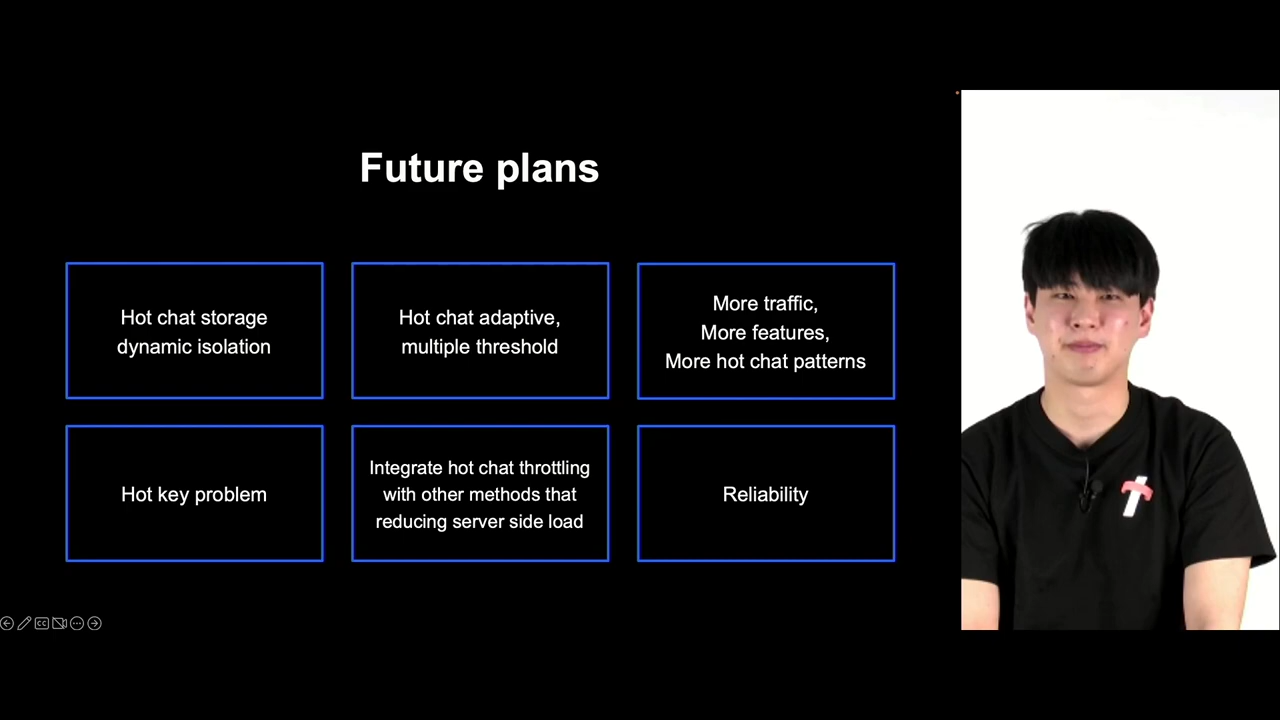 Future plans
Hot chat storage
dynamic isolation
Hot chat adaptive,
multiple threshold
More traffic,
More features,
More hot chat patterns
Hot key problem
Integrate hot chat throttling
with other methods that
reducing server side load
Reliability
CC